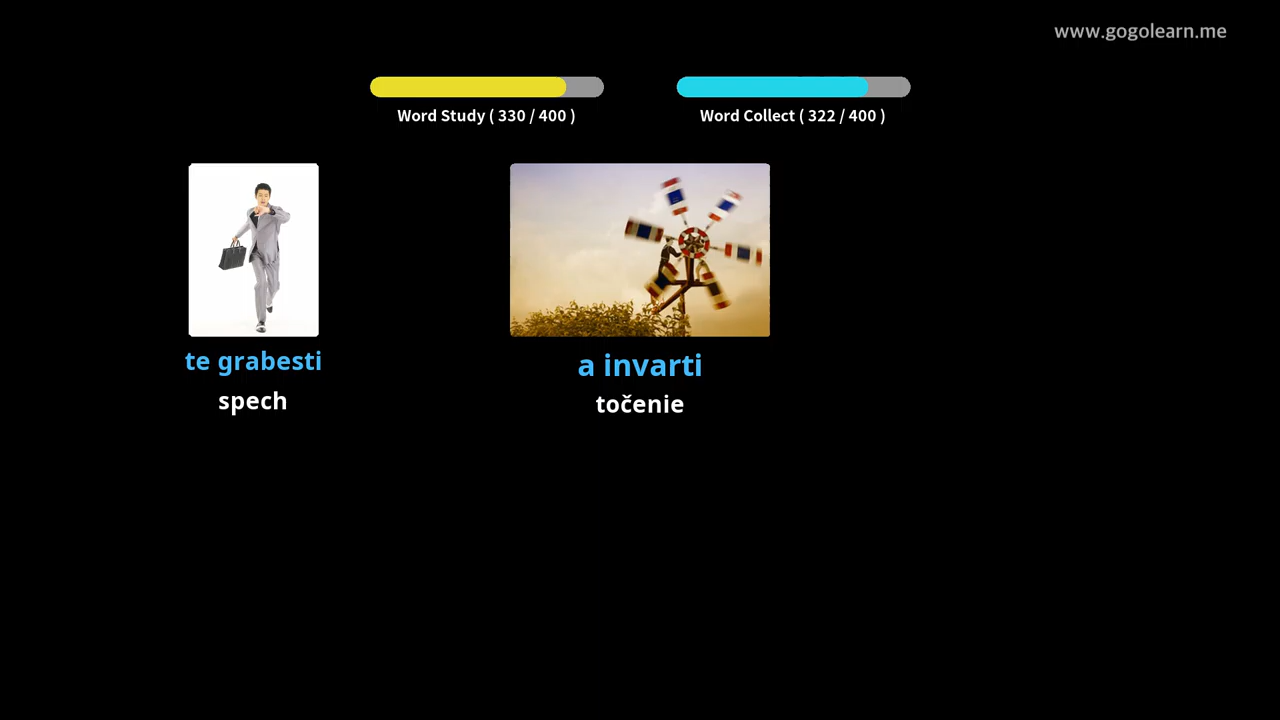 www.gogolearn.me
Word Study ( 330 / 400 )
Word Collect ( 322 / 400 )
te grabesti
spech
a invarti
točenie